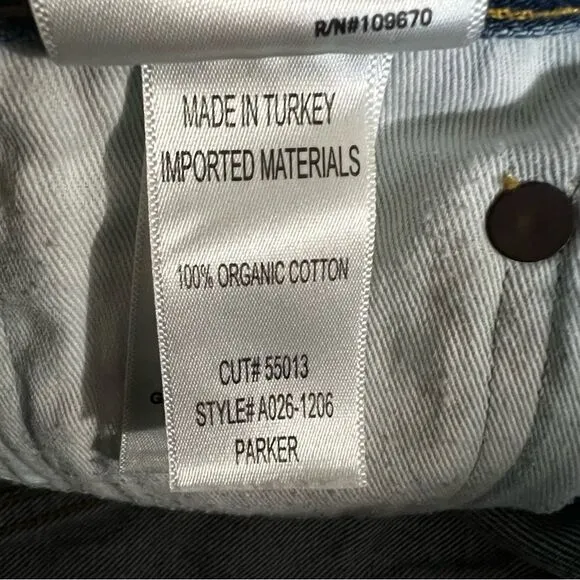 R/N#109670
MADE IN TURKEY
IMPORTED MATERIALS
100% ORGANIC COTTON
CUT# 55013
STYLE# A026-1206
PARKER